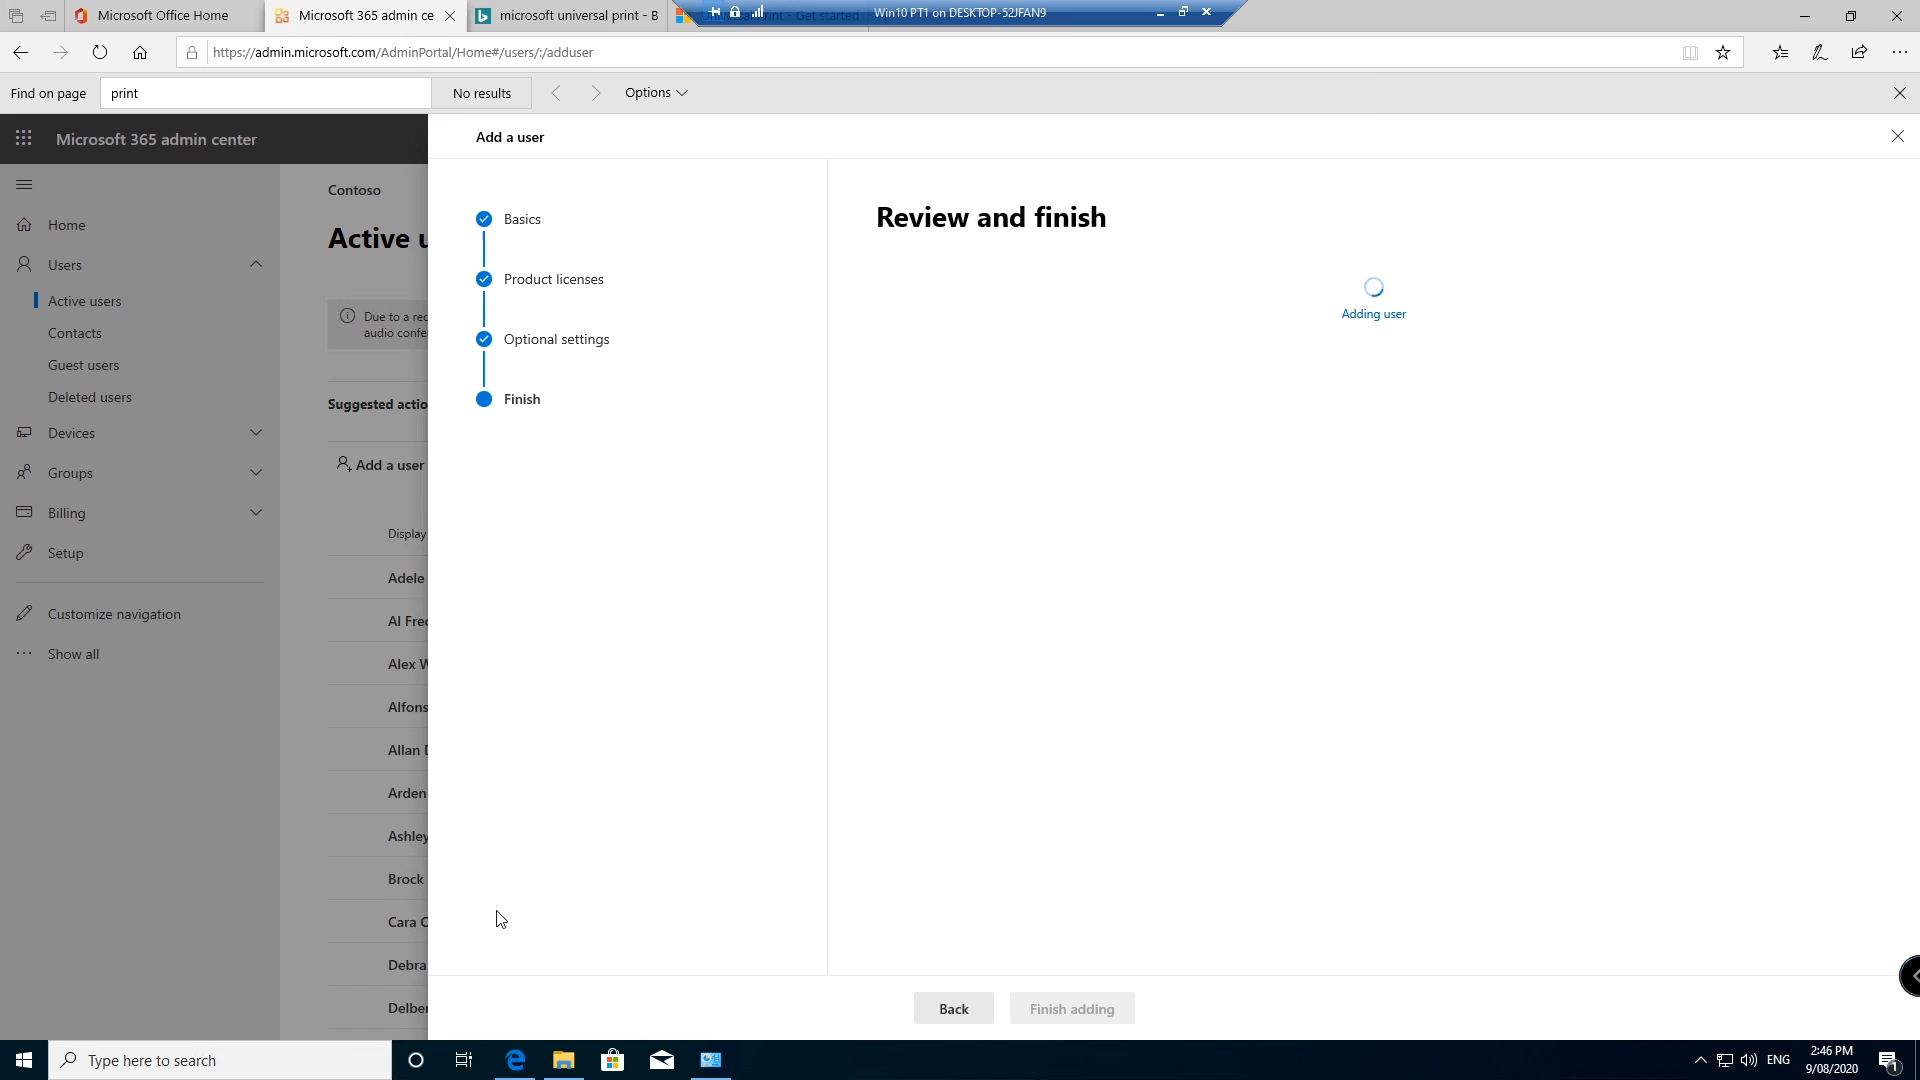 Microsoft Office Home
Microsoft 365 admin ce
microsoft universal print - B
Win10 PT1 on DESKTOP-52JFAN9
https://admin.microsoft.com/AdminPortal/Home#/users/:/adduser
Find on page
print
No results
Options
Microsoft 365 admin center
Add a user
Contoso
Active u
Home
Users
Active users
Contacts
Guest users
Deleted users
Devices
Groups
Billing
Setup
Customize navigation
Show all
Due to a rec
audio confe
Suggested actio
Add a user
Display
Adele
Al Fred
Alex W
Alfons
Allan D
Arden
Ashley
Brock
Cara C
Debra
Delber
Basics
Product licenses
Optional settings
Finish
Review and finish
Adding user
Back
Finish adding
Type here to search
ENG
2:46 PM
9/08/2020
1